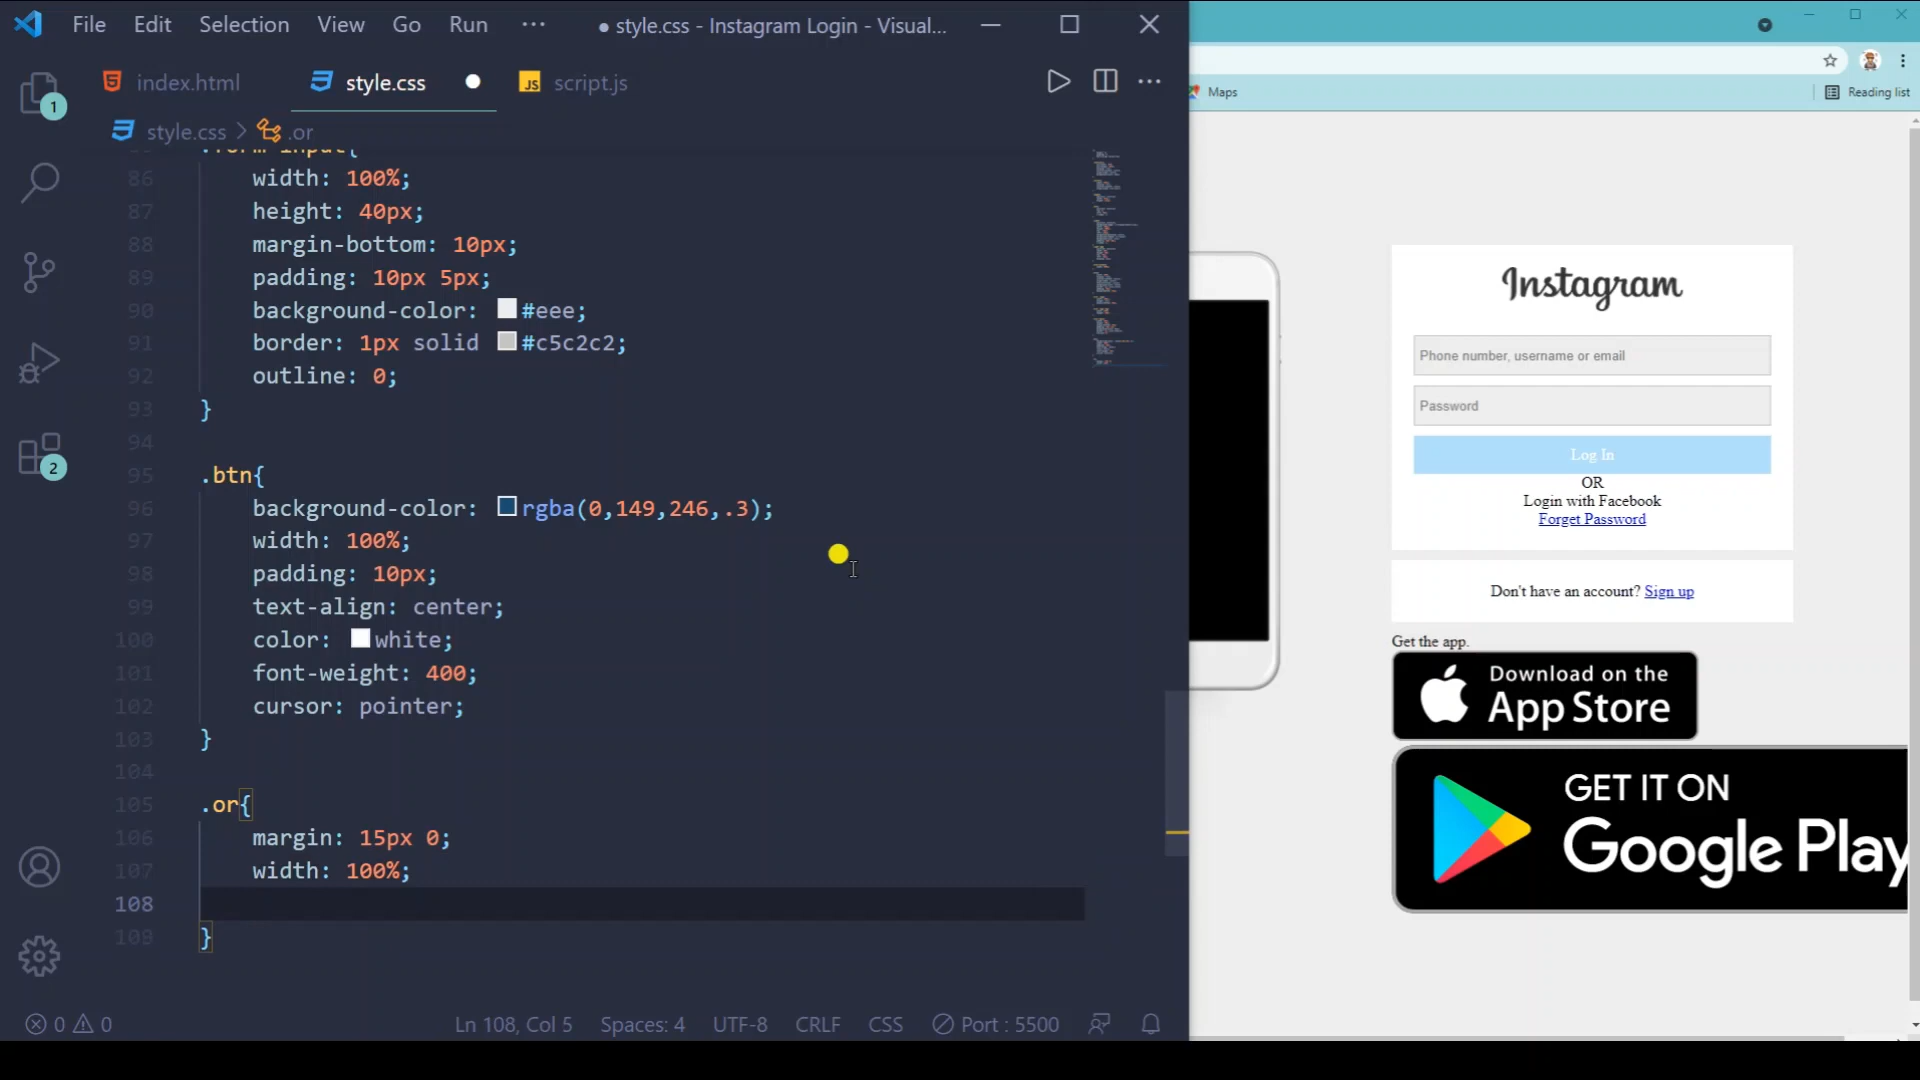 File Edit Selection View Go Run ··· ● style.css - Instagram Login - Visual...
index.html style.css script.js
style.css > .or
.form-input{
86 width: 100%;
87 height: 40px;
88 margin-bottom: 10px;
89 padding: 10px 5px;
90 background-color: #eee;
91 border: 1px solid #c5c2c2;
92 outline: 0;
93 }
94
95 .btn{
96 background-color: rgba(0,149,246,.3);
97 width: 100%;
98 padding: 10px;
99 text-align: center;
100 color: white;
101 font-weight: 400;
102 cursor: pointer;
103 }
104
105 .or{
106 margin: 15px 0;
107 width: 100%;
108
109 }
1
2
0 0 Ln 108, Col 5 Spaces: 4 UTF-8 CRLF CSS Port : 5500
Maps Reading list
Instagram
Phone number, username or email
Password
Log In
OR
Login with Facebook
Forget Password
Don't have an account? Sign up
Get the app.
Download on the
App Store
GET IT ON
Google Play